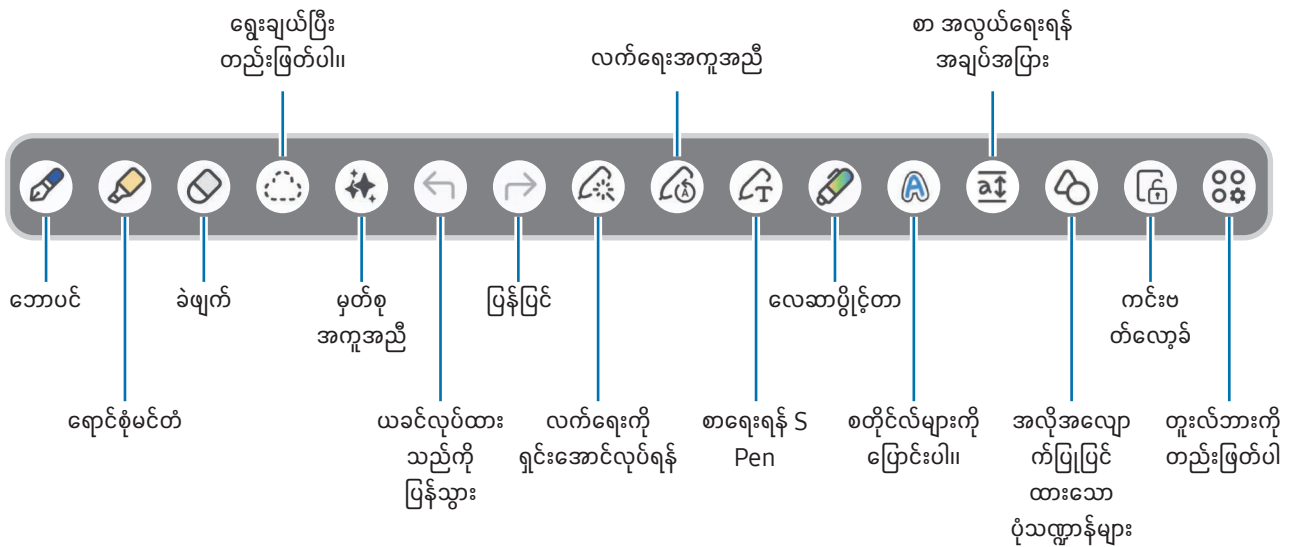 ရွေးချယ်ပြီး
တည်းဖြတ်ပါ။
လက်ရေးအကူအညီ
စာ အလွယ်ရေးရန်
အချပ်အပြား
ဘောပင်
ခဲဖျက်
မှတ်စု
အကူအညီ
ပြန်ပြင်
လေဆာပွိုင့်တာ
ကင်းဗ
တ်လော့ခ်
ရောင်စုံမင်တံ
ယခင်လုပ်ထား
သည်ကို
ပြန်သွား
လက်ရေးကို
ရှင်းအောင်လုပ်ရန်
စာရေးရန် S
Pen
စတိုင်လ်များကို
ပြောင်းပါ။
အလိုအလျော
က်ပြုပြင်
ထားသော
ပုံသဏ္ဍာန်များ
တူးလ်ဘားကို
တည်းဖြတ်ပါ